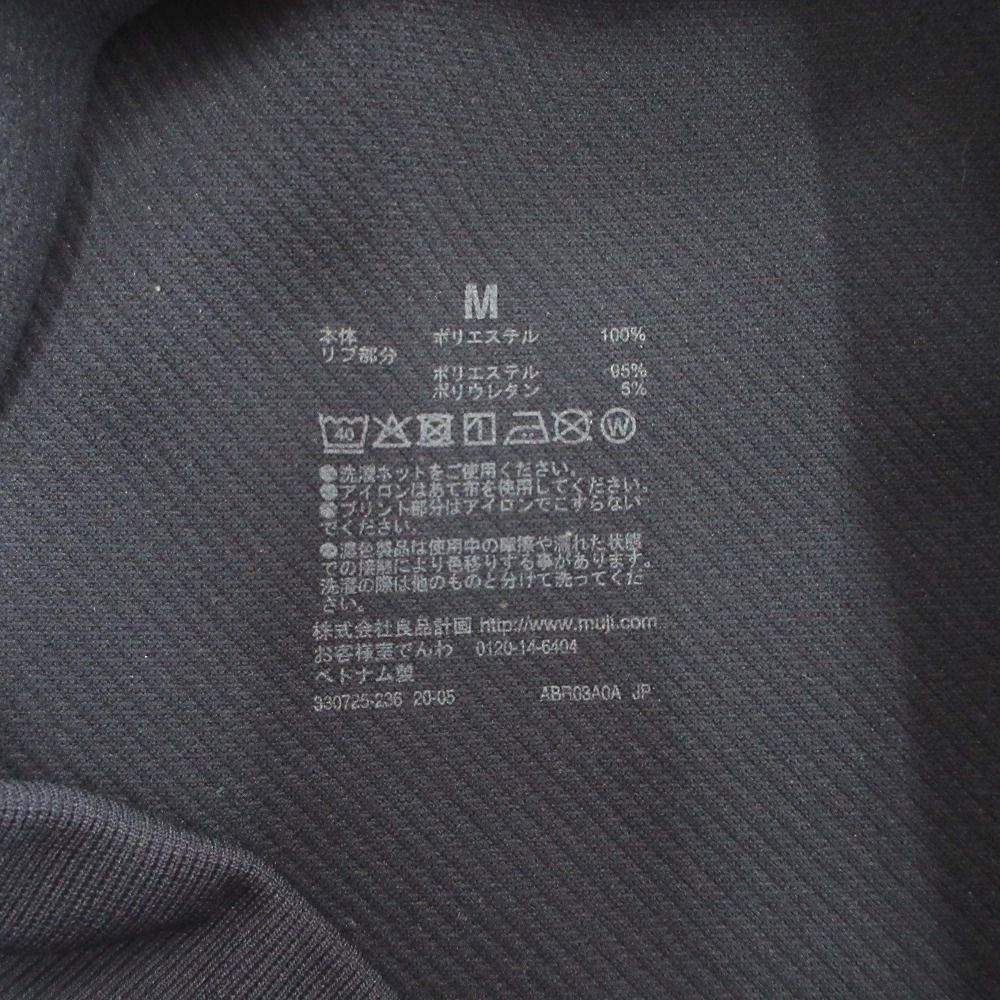 M
本体 ポリエステル 100%
リブ部分
ポリエステル 95%
ポリウレタン 5%
40 W
●洗濯ネットをご使用ください。
●アイロンはあて布を使用してください。
●プリント部分はアイロンでこすらない
でください。
●濃色製品は使用中の摩擦や濡れた状態
での接触により色移りする事があります。
洗濯の際は他のものと分けて洗ってくだ
さい。
株式会社良品計画 http://www.muji.com
お客様室でんわ 0120-14-6404
ベトナム製
330725-236 20-05 ABR03A0A JP